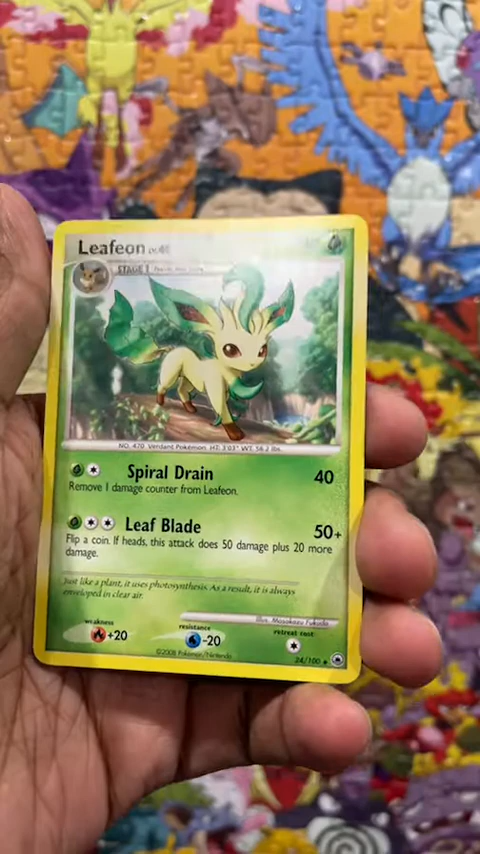 Leafeon
STAGE 1
NO. 470 Verdant Pokémon HT: 3'03" WT: 56.2 lbs.
Spiral Drain 40
Remove 1 damage counter from Leafeon.
Leaf Blade 50+
Flip a coin. If heads, this attack does 50 damage plus 20 more
damage.
Just like a plant, it uses photosynthesis. As a result, it is always
enveloped in clear air.
Illus. Masakazu Fukuda
weakness resistance retreat cost
+20 -20
©2008 Pokémon/Nintendo 24/100